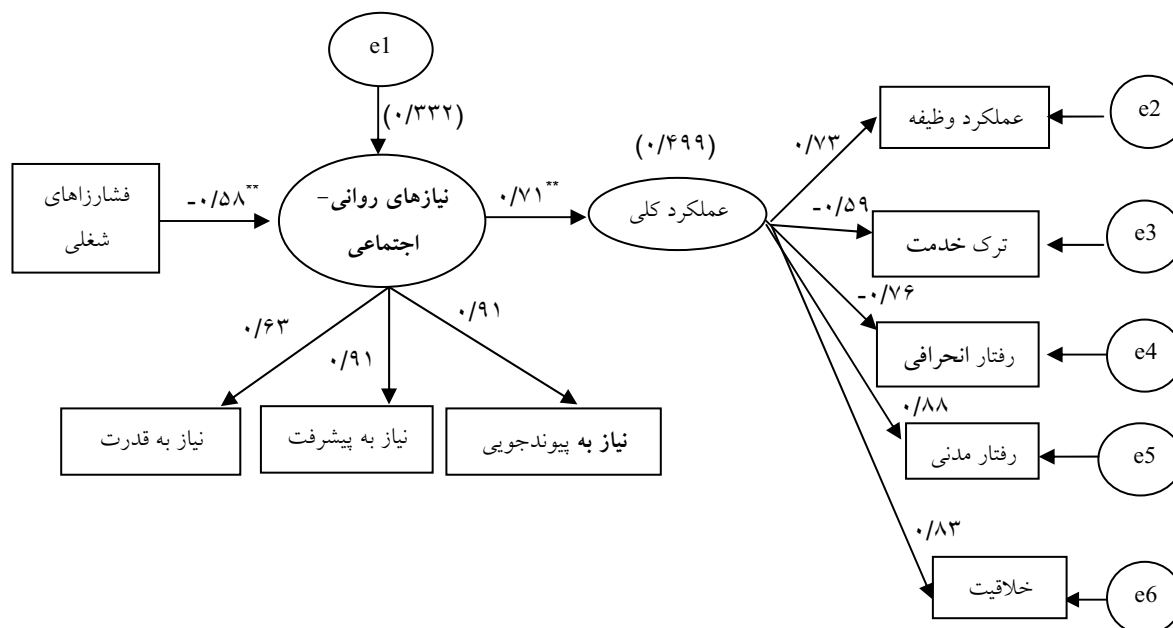 e1
(۰/۳۳۲)
فشارزاهای
شغلی
-۰/۵۸**
نیازهای روانی-
اجتماعی
۰/۷۱**
(۰/۴۹۹)
عملکرد کلی
۰/۶۳
۰/۹۱
۰/۹۱
نیاز به قدرت
نیاز به پیشرفت
نیاز به پیوندجویی
۰/۷۳
عملکرد وظیفه
e2
-۰/۵۹
ترک خدمت
e3
-۰/۷۶
رفتار انحرافی
e4
۰/۸۸
رفتار مدنی
e5
۰/۸۳
خلاقیت
e6